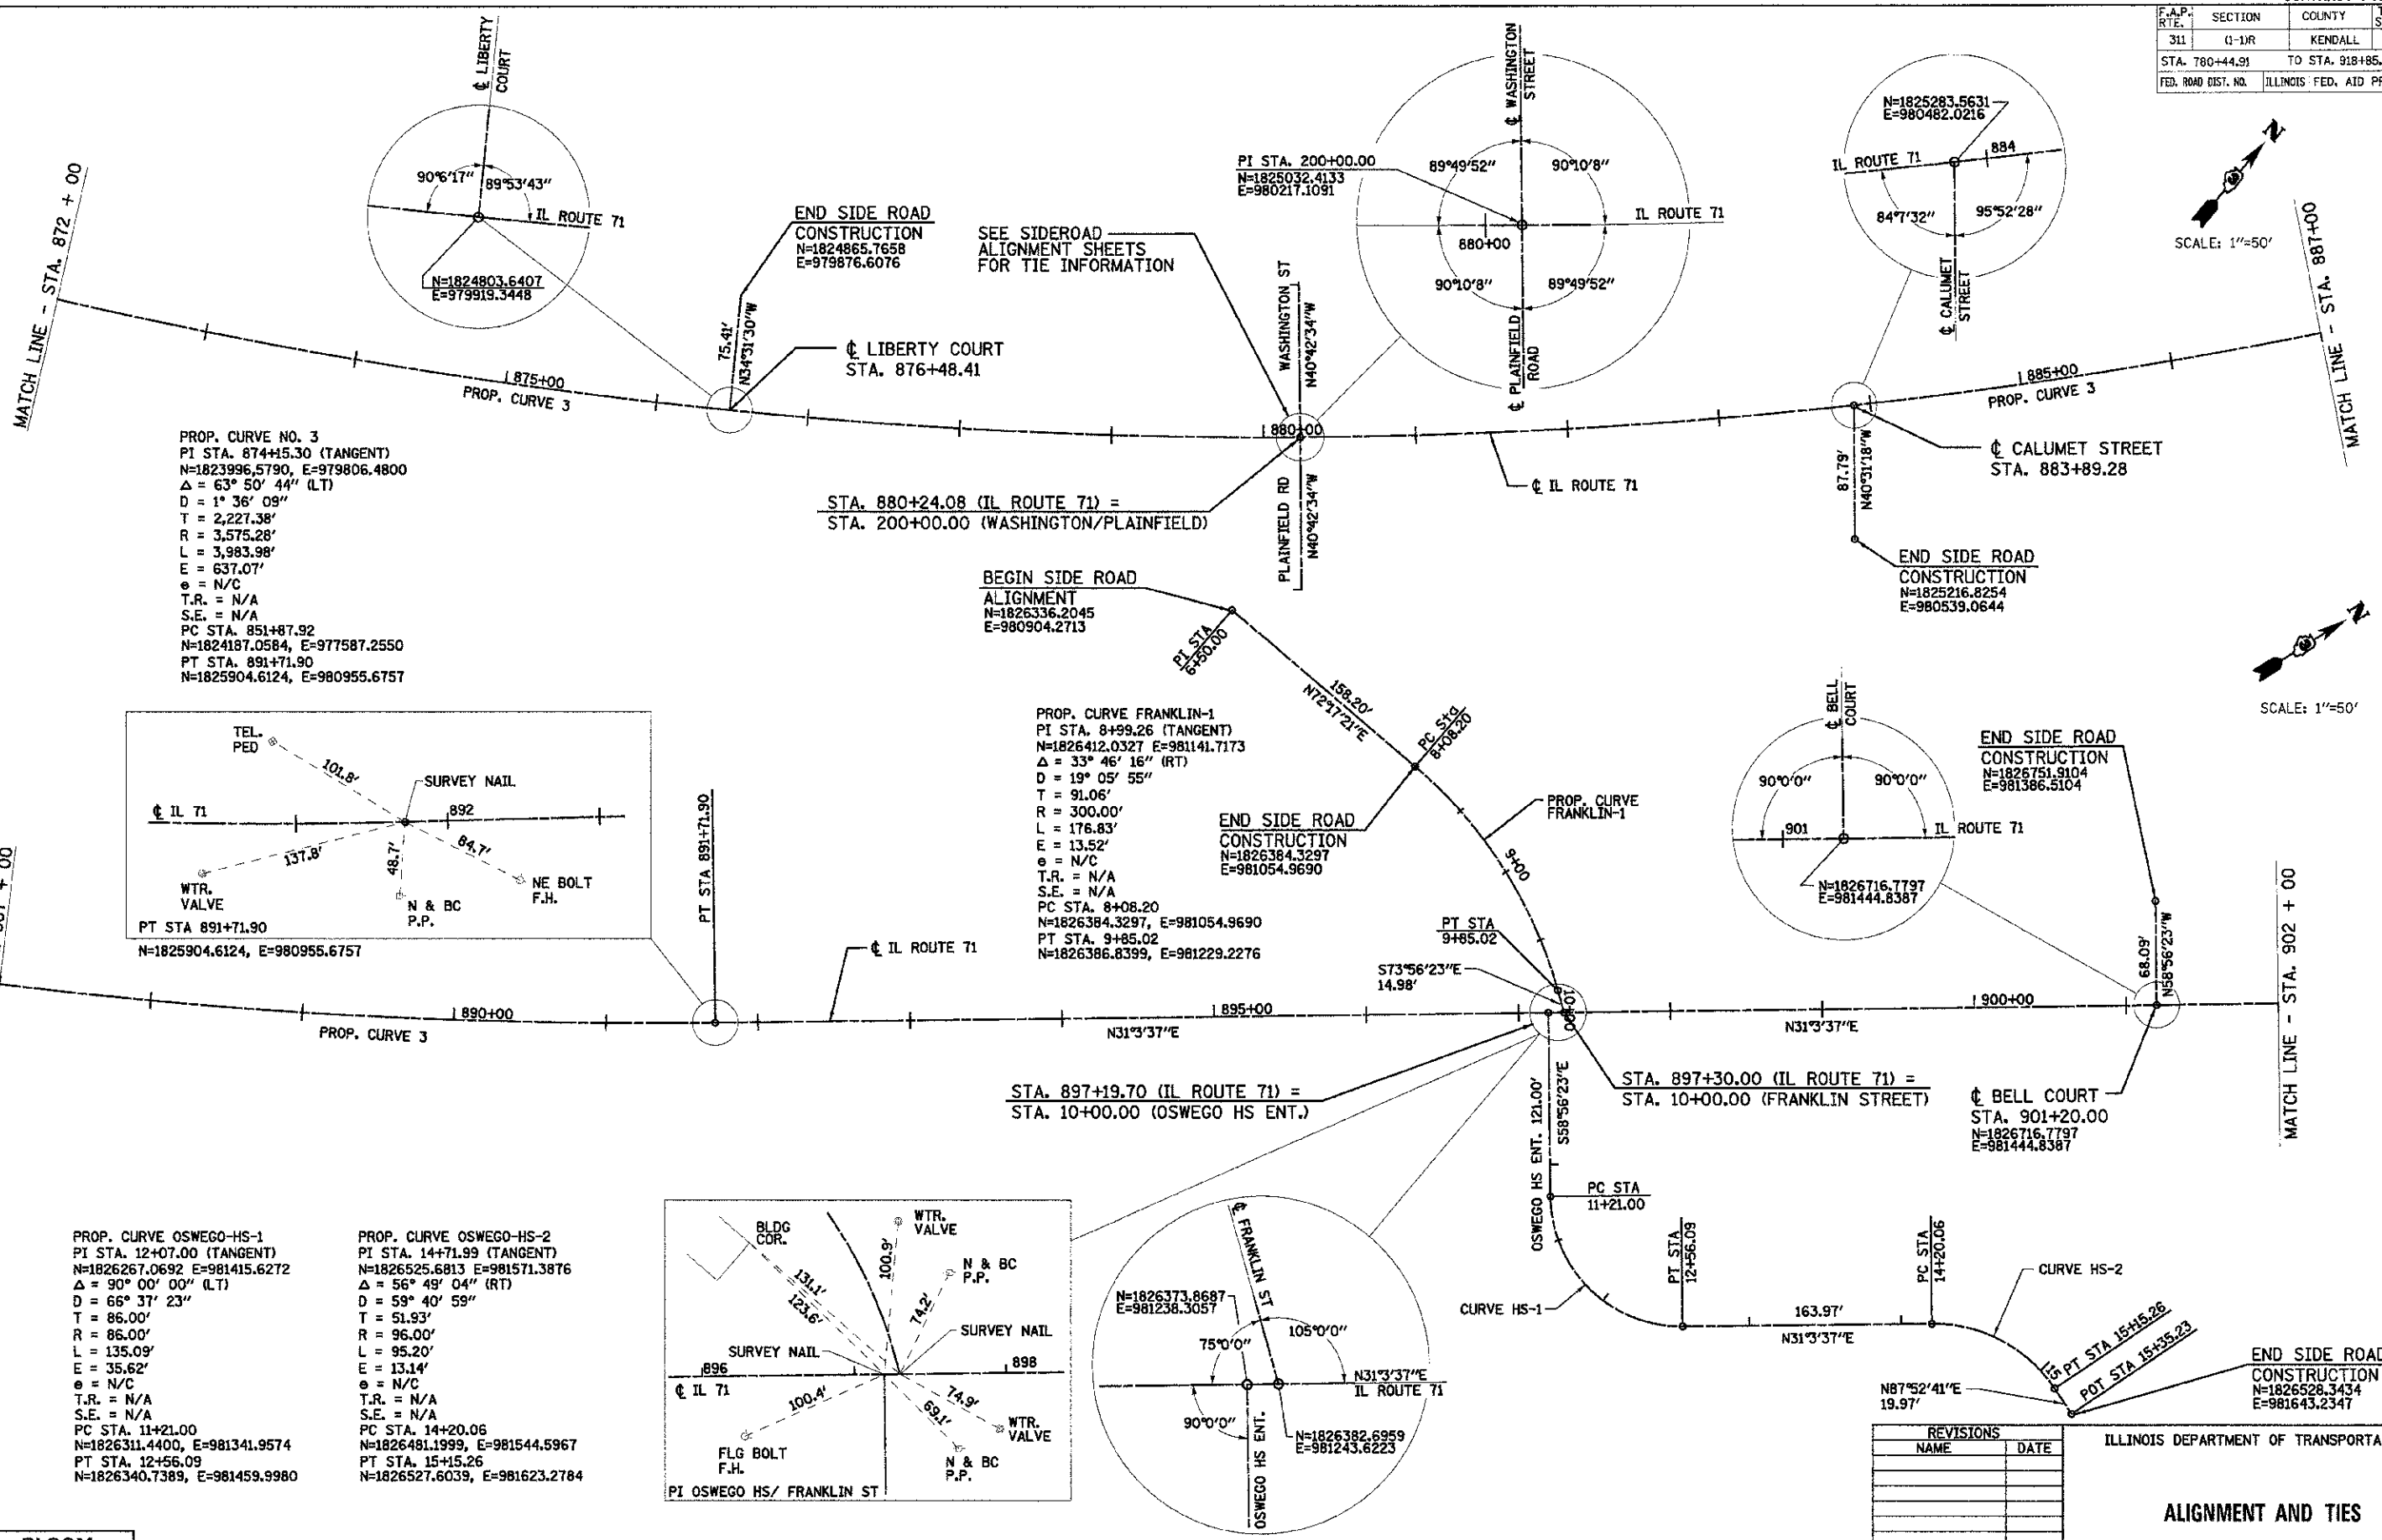 F.A.P. RTE. SECTION COUNTY
311 (1-1)R KENDALL
STA. 780+44.91 TO STA. 918+85.
FED. ROAD DIST. NO. ILLINOIS FED. AID
MATCH LINE - STA. 872 + 00
℄ LIBERTY COURT
90°6'17" 89°53'43"
IL ROUTE 71
N=1824803.6407
E=979919.3448
END SIDE ROAD
CONSTRUCTION
N=1824865.7658
E=979876.6076
75.41'
N34°31'30"W
℄ LIBERTY COURT
STA. 876+48.41
875+00
PROP. CURVE 3
SEE SIDEROAD
ALIGNMENT SHEETS
FOR TIE INFORMATION
WASHINGTON ST
N40°42'34"W
PLAINFIELD RD
N40°42'34"W
880+00
STA. 880+24.08 (IL ROUTE 71) =
STA. 200+00.00 (WASHINGTON/PLAINFIELD)
PI STA. 200+00.00
N=1825032.4133
E=980217.1091
℄ WASHINGTON STREET
89°49'52" 90°10'8"
IL ROUTE 71
880+00
90°10'8" 89°49'52"
℄ PLAINFIELD ROAD
℄ IL ROUTE 71
N=1825283.5631
E=980482.0216
IL ROUTE 71
884
84°7'32" 95°52'28"
℄ CALUMET STREET
N
SCALE: 1"=50'
MATCH LINE - STA. 887+00
885+00
PROP. CURVE 3
87.79'
N40°31'18"W
℄ CALUMET STREET
STA. 883+89.28
END SIDE ROAD
CONSTRUCTION
N=1825216.8254
E=980539.0644
PROP. CURVE NO. 3
PI STA. 874+15.30 (TANGENT)
N=1823996.5790, E=979806.4800
Δ = 63° 50' 44" (LT)
D = 1° 36' 09"
T = 2,227.38'
R = 3,575.28'
L = 3,983.98'
E = 637.07'
e = N/C
T.R. = N/A
S.E. = N/A
PC STA. 851+87.92
N=1824187.0584, E=977587.2550
PT STA. 891+71.90
N=1825904.6124, E=980955.6757
N
SCALE: 1"=50'
TEL. PED
101.8'
SURVEY NAIL
℄ IL 71
892
137.8'
48.7'
84.7'
WTR. VALVE
N & BC P.P.
NE BOLT F.H.
PT STA 891+71.90
N=1825904.6124, E=980955.6757
PT STA 891+71.90
890+00
PROP. CURVE 3
℄ IL ROUTE 71
895+00
N31°3'37"E
BEGIN SIDE ROAD
ALIGNMENT
N=1826336.2045
E=980904.2713
PI STA
6+50.00
158.20'
N72°17'21"E
PC Sta
8+08.20
PROP. CURVE FRANKLIN-1
PI STA. 8+99.26 (TANGENT)
N=1826412.0327 E=981141.7173
Δ = 33° 46' 16" (RT)
D = 19° 05' 55"
T = 91.06'
R = 300.00'
L = 176.83'
E = 13.52'
e = N/C
T.R. = N/A
S.E. = N/A
PC STA. 8+08.20
N=1826384.3297, E=981054.9690
PT STA. 9+85.02
N=1826386.8399, E=981229.2276
END SIDE ROAD
CONSTRUCTION
N=1826384.3297
E=981054.9690
PROP. CURVE
FRANKLIN-1
9+00
PT STA
9+85.02
S73°56'23"E
14.98'
10+00
N31°3'37"E
900+00
STA. 897+19.70 (IL ROUTE 71) =
STA. 10+00.00 (OSWEGO HS ENT.)
STA. 897+30.00 (IL ROUTE 71) =
STA. 10+00.00 (FRANKLIN STREET)
℄ BELL COURT
90°0'0" 90°0'0"
901
IL ROUTE 71
N=1826716.7797
E=981444.8387
END SIDE ROAD
CONSTRUCTION
N=1826751.9104
E=981386.5104
68.09'
N58°56'23"W
MATCH LINE - STA. 902 + 00
℄ BELL COURT
STA. 901+20.00
N=1826716.7797
E=981444.8387
OSWEGO HS ENT. 121.00'
S58°56'23"E
PC STA
11+21.00
CURVE HS-1
PT STA
12+56.09
163.97'
N31°3'37"E
PC STA
14+20.06
CURVE HS-2
15
PT STA 15+15.26
POT STA 15+35.23
N87°52'41"E
19.97'
END SIDE ROAD
CONSTRUCTION
N=1826528.3434
E=981643.2347
PROP. CURVE OSWEGO-HS-1
PI STA. 12+07.00 (TANGENT)
N=1826267.0692 E=981415.6272
Δ = 90° 00' 00" (LT)
D = 66° 37' 23"
T = 86.00'
R = 86.00'
L = 135.09'
E = 35.62'
e = N/C
T.R. = N/A
S.E. = N/A
PC STA. 11+21.00
N=1826311.4400, E=981341.9574
PT STA. 12+56.09
N=1826340.7389, E=981459.9980
PROP. CURVE OSWEGO-HS-2
PI STA. 14+71.99 (TANGENT)
N=1826525.6813 E=981571.3876
Δ = 56° 49' 04" (RT)
D = 59° 40' 59"
T = 51.93'
R = 96.00'
L = 95.20'
E = 13.14'
e = N/C
T.R. = N/A
S.E. = N/A
PC STA. 14+20.06
N=1826481.1999, E=981544.5967
PT STA. 15+15.26
N=1826527.6039, E=981623.2784
BLDG COR.
131.1'
123.6'
100.9'
WTR. VALVE
N & BC P.P.
74.2'
SURVEY NAIL
SURVEY NAIL
896
898
℄ IL 71
100.4'
69.1'
74.9'
WTR. VALVE
FLG BOLT F.H.
N & BC P.P.
PI OSWEGO HS/ FRANKLIN ST
℄ FRANKLIN ST
N=1826373.8687
E=981238.3057
75°0'0" 105°0'0"
N31°3'37"E
IL ROUTE 71
90°0'0"
OSWEGO HS ENT.
N=1826382.6959
E=981243.6223
REVISIONS
NAME DATE
ILLINOIS DEPARTMENT OF
ALIGNMENT AND TIES